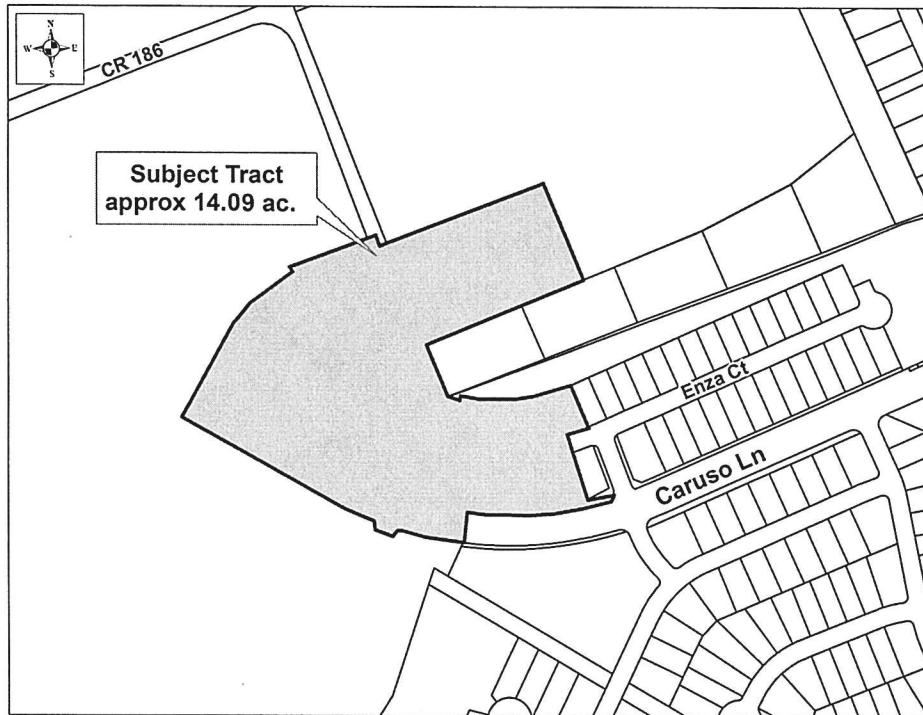 N
W E
S
CR 186
Subject Tract
approx 14.09 ac.
Enza Ct
Caruso Ln